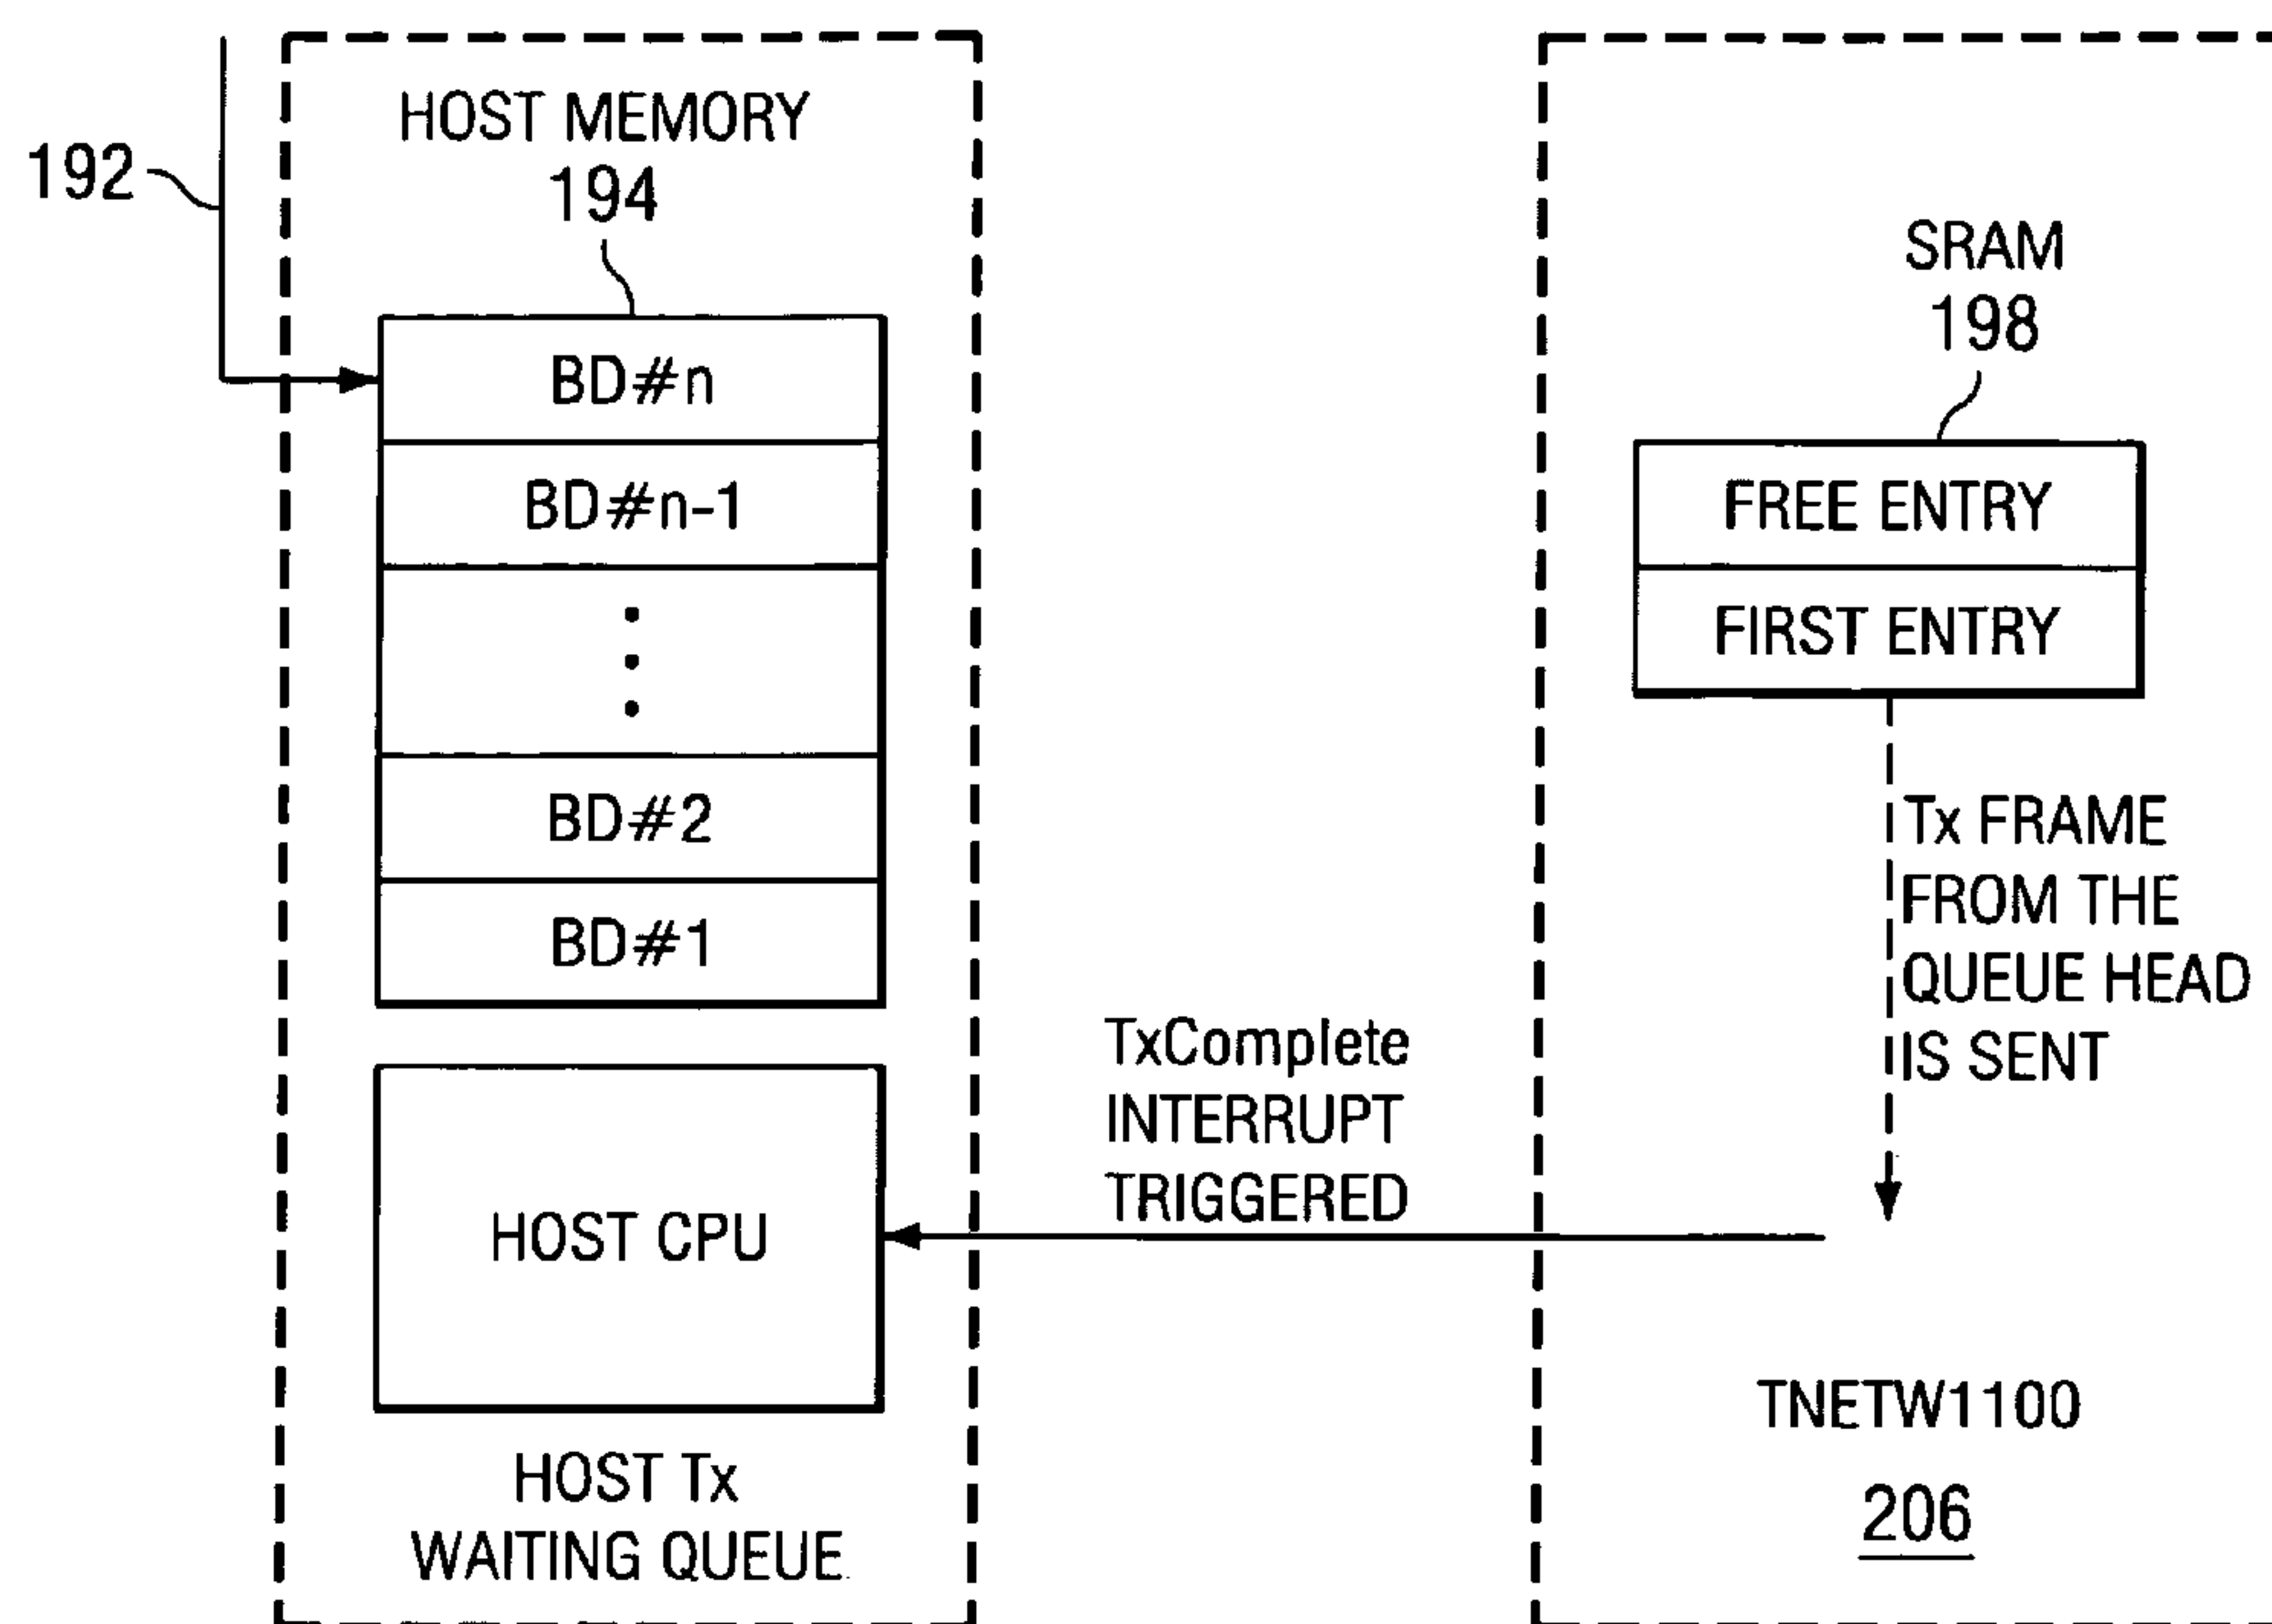 192
HOST MEMORY
194
BD#n
BD#n-1
BD#2
BD#1
HOST CPU
HOST Tx
WAITING QUEUE
TxComplete
INTERRUPT
TRIGGERED
SRAM
198
FREE ENTRY
FIRST ENTRY
Tx FRAME
FROM THE
QUEUE HEAD
IS SENT
TNETW1100
206